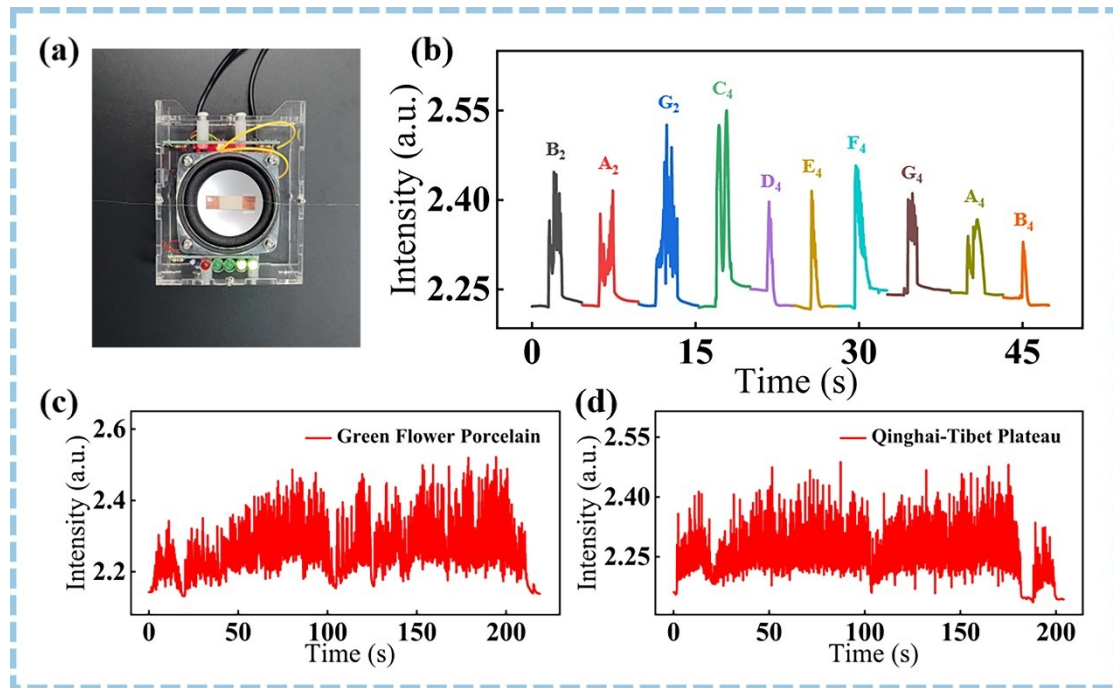 (a)
(b)
Intensity (a.u.)
2.55
2.40
2.25
B₂
A₂
G₂
C₄
D₄
E₄
F₄
G₄
A₄
B₄
0 15 30 45
Time (s)
(c)
Intensity (a.u.)
2.6
2.4
2.2
Green Flower Porcelain
0 50 100 150 200
Time (s)
(d)
Intensity (a.u.)
2.55
2.40
2.25
Qinghai-Tibet Plateau
0 50 100 150 200
Time (s)